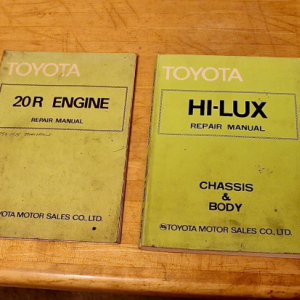 TOYOTA
20R ENGINE
REPAIR MANUAL
OYOTA MOTOR SALES CO., LTD.
TOYOTA
HI-LUX
REPAIR MANUAL
CHASSIS
&
BODY
TOYOTA MOTOR SALES CO., LTD.